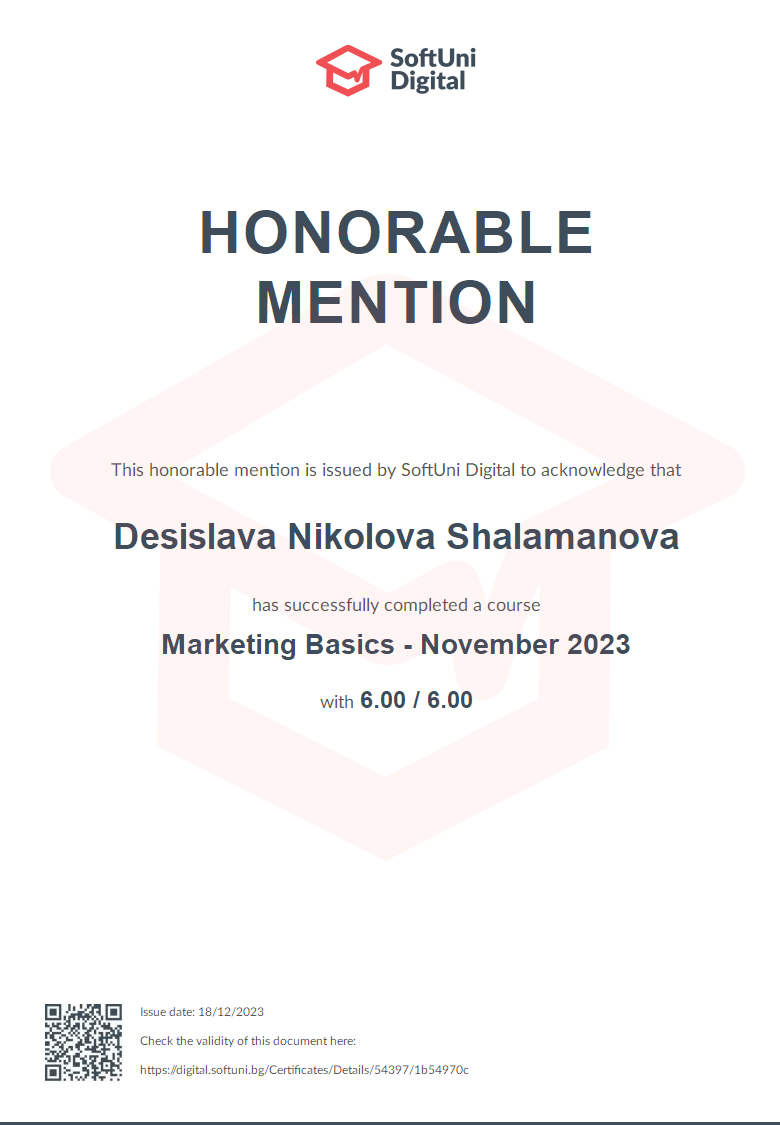 SoftUni
Digital
HONORABLE
MENTION
This honorable mention is issued by SoftUni Digital to acknowledge that
Desislava Nikolova Shalamanova
has successfully completed a course
Marketing Basics - November 2023
with 6.00 / 6.00
Issue date: 18/12/2023
Check the validity of this document here:
https://digital.softuni.bg/Certificates/Details/54397/1b54970c